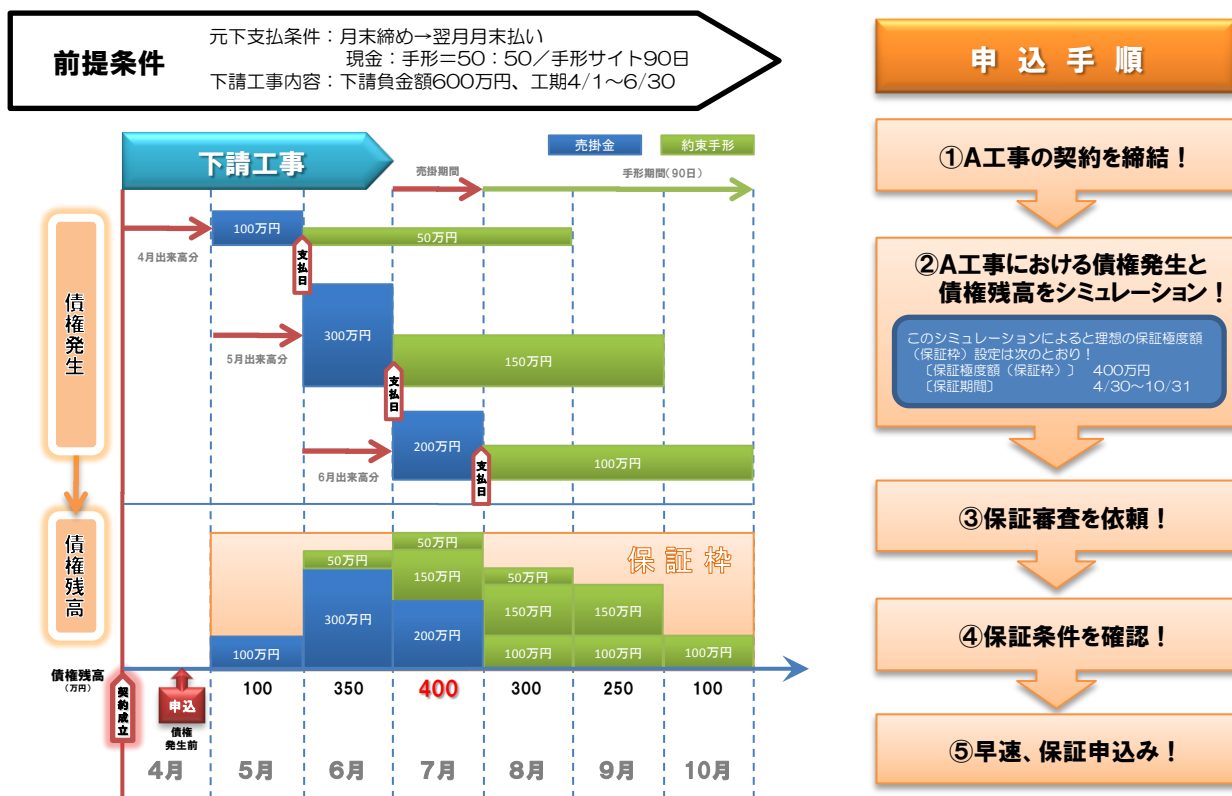 前提条件
元下支払条件：月末締め→翌月月末払い
現金：手形＝50：50／手形サイト90日
下請工事内容：下請負金額600万円、工期4/1～6/30
下請工事
売掛金
約束手形
売掛期間
手形期間（90日）
債権発生
4月出来高分
100万円
支払日
50万円
5月出来高分
300万円
支払日
150万円
6月出来高分
200万円
支払日
100万円
債権残高
保証枠
100万円
50万円
300万円
50万円
150万円
200万円
50万円
150万円
100万円
150万円
100万円
100万円
債権残高
（万円）
100
350
400
300
250
100
契約成立
申込
債権
発生前
4月
5月
6月
7月
8月
9月
10月
申込手順
①A工事の契約を締結！
②A工事における債権発生と
債権残高をシミュレーション！
このシミュレーションによると理想の保証極度額
（保証枠）設定は次のとおり！
〔保証極度額（保証枠）〕 400万円
〔保証期間〕 4/30～10/31
③保証審査を依頼！
④保証条件を確認！
⑤早速、保証申込み！